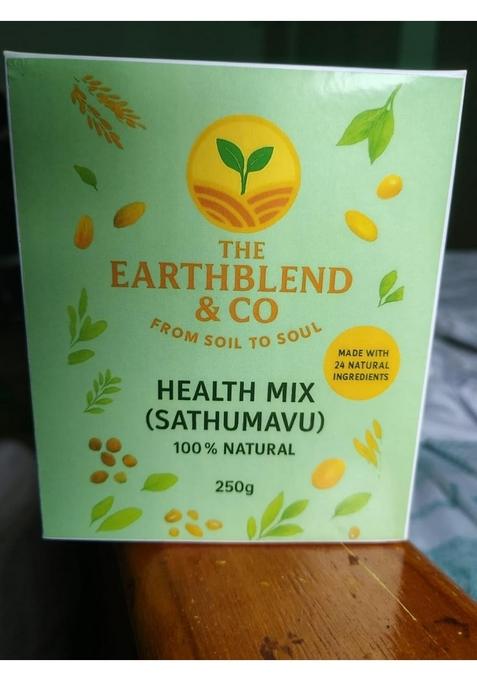 THE
EARTHBLEND
& CO
FROM SOIL TO SOUL
MADE WITH
24 NATURAL
INGREDIENTS
HEALTH MIX
(SATHUMAVU)
100% NATURAL
250g